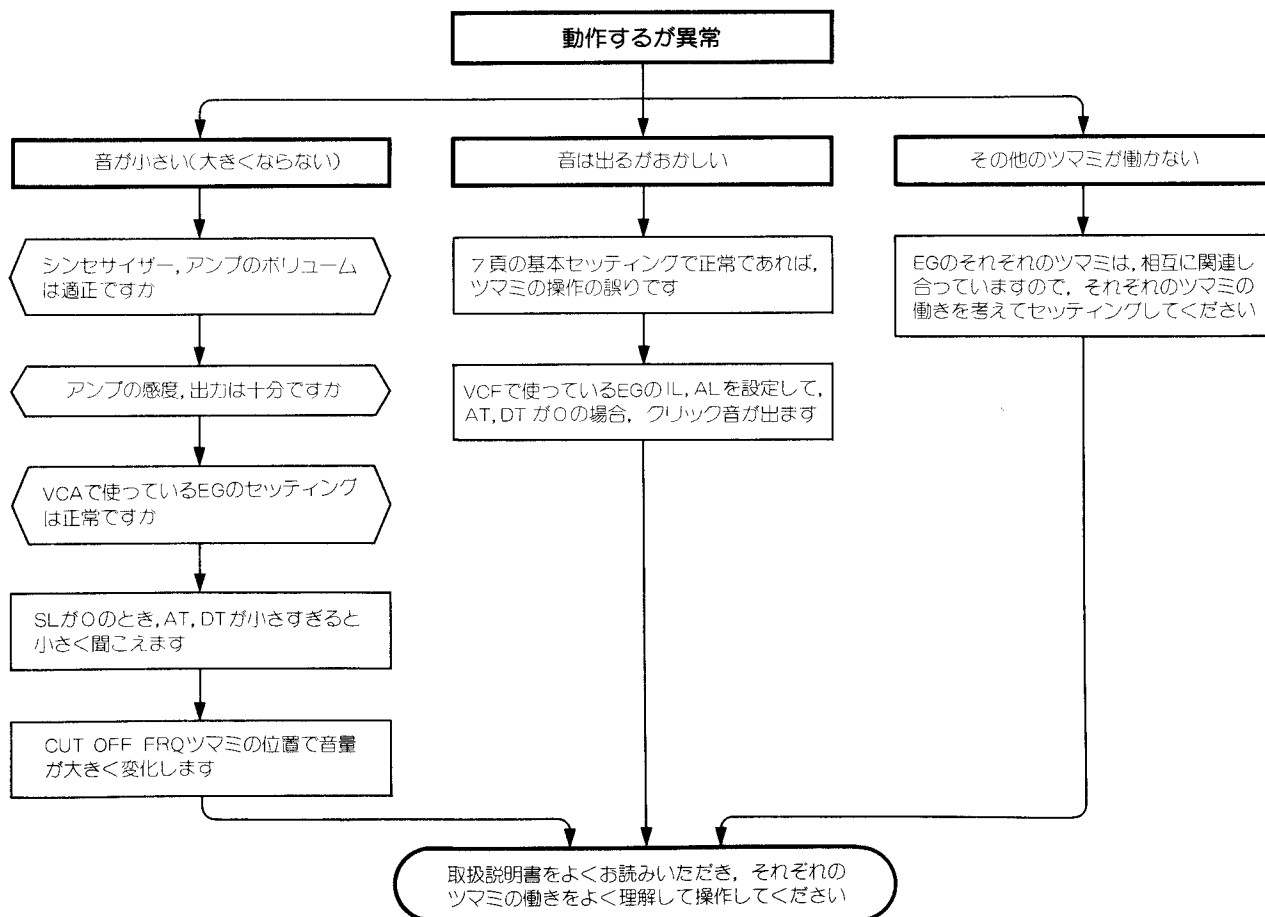 動作するが異常
音が小さい(大きくならない)
シンセサイザー,アンプのボリューム
は適正ですか
アンプの感度,出力は十分ですか
VCAで使っているEGのセッティング
は正常ですか
SLが0のとき,AT,DTが小さすぎると
小さく聞こえます
CUT OFF FRQツマミの位置で音量
が大きく変化します
音は出るがおかしい
7頁の基本セッティングで正常であれば,
ツマミの操作の誤りです
VCFで使っているEGのIL,ALを設定して,
AT,DTが0の場合,クリック音が出ます
その他のツマミが働かない
EGのそれぞれのツマミは,相互に関連し
合っていますので,それぞれのツマミの
働きを考えてセッティングしてください
取扱説明書をよくお読みいただき,それぞれの
ツマミの働きをよく理解して操作してください